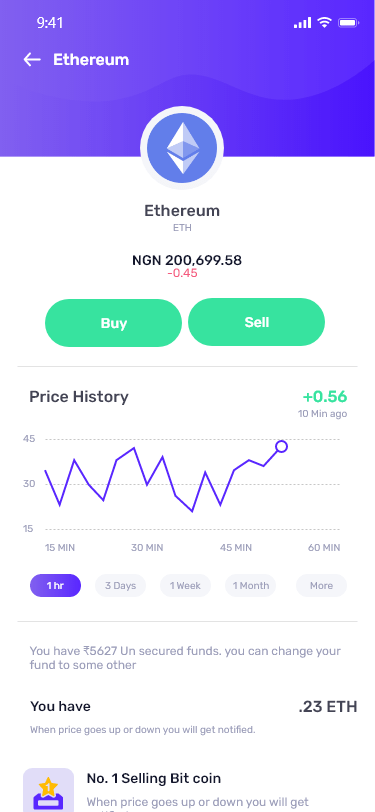 9:41
Ethereum
Ethereum
ETH
NGN 200,699.58
-0.45
Buy
Sell
Price History
+0.56
10 Min ago
45
30
15
15 MIN
30 MIN
45 MIN
60 MIN
1 hr
3 Days
1 Week
1 Month
More
You have ₹5627 Un secured funds. you can change your
fund to some other
You have
.23 ETH
When price goes up or down you will get notified.
1
No. 1 Selling Bit coin
When price goes up or down you will get